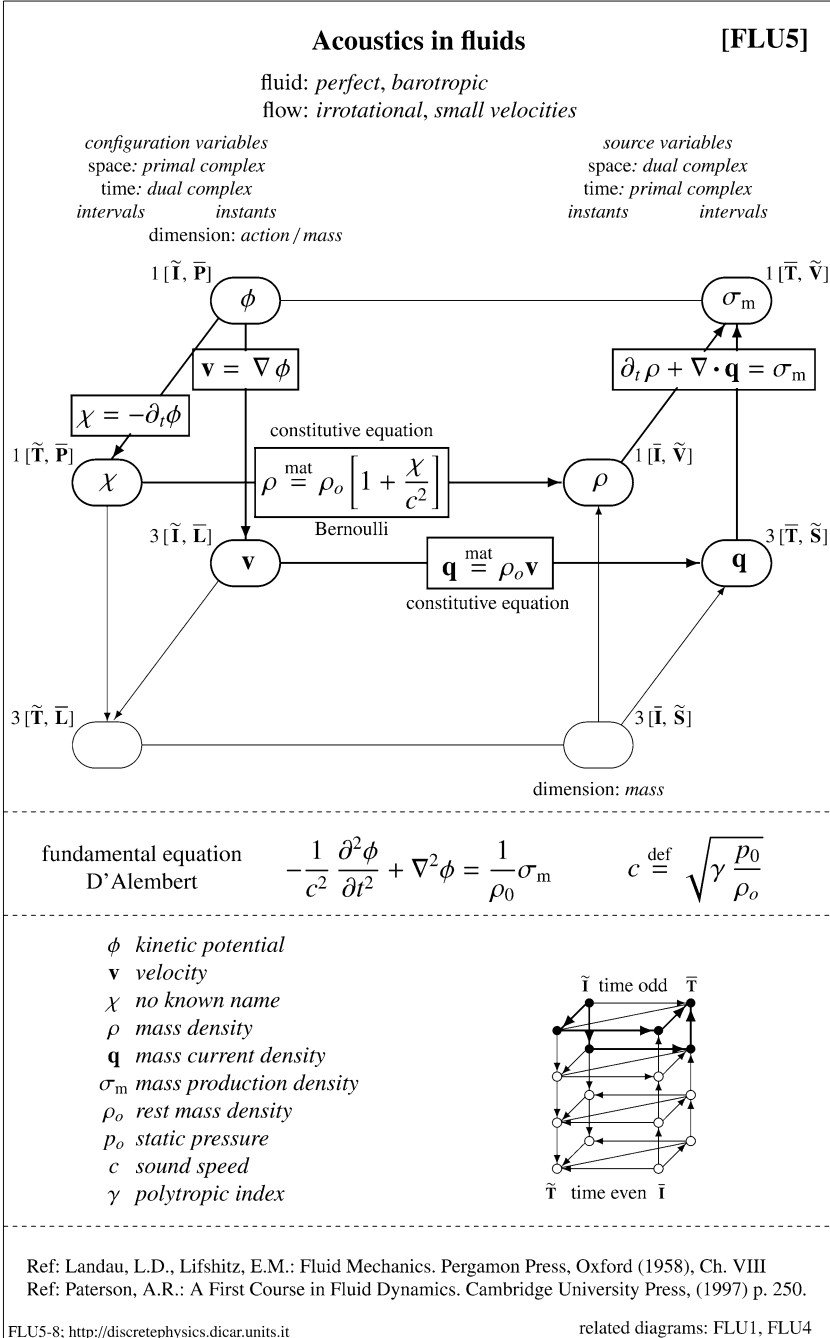 Acoustics in fluids [FLU5]
fluid: perfect, barotropic
flow: irrotational, small velocities
configuration variables
space: primal complex
time: dual complex
intervals instants
dimension: action / mass
source variables
space: dual complex
time: primal complex
instants intervals
1 [Ĩ, P̅]
ϕ
1 [T̅, Ṽ]
σm
v = ∇ ϕ
∂t ρ + ∇ · q = σm
χ = −∂tϕ
constitutive equation
1 [T̃, P̅]
χ
ρ mat= ρo [1 + χ/c²]
Bernoulli
1 [I̅, Ṽ]
ρ
3 [Ĩ, L̅]
v
q mat= ρo v
constitutive equation
3 [T̅, S̃]
q
3 [T̃, L̅]
3 [I̅, S̃]
dimension: mass
fundamental equation
D'Alembert
−1/c² ∂²ϕ/∂t² + ∇²ϕ = 1/ρ0 σm
c def= √(γ p0/ρo)
ϕ kinetic potential
v velocity
χ no known name
ρ mass density
q mass current density
σm mass production density
ρo rest mass density
po static pressure
c sound speed
γ polytropic index
Ĩ time odd T̅
T̃ time even I̅
Ref: Landau, L.D., Lifshitz, E.M.: Fluid Mechanics. Pergamon Press, Oxford (1958), Ch. VIII
Ref: Paterson, A.R.: A First Course in Fluid Dynamics. Cambridge University Press, (1997) p. 250.
FLU5-8; http://discretephysics.dicar.units.it
related diagrams: FLU1, FLU4